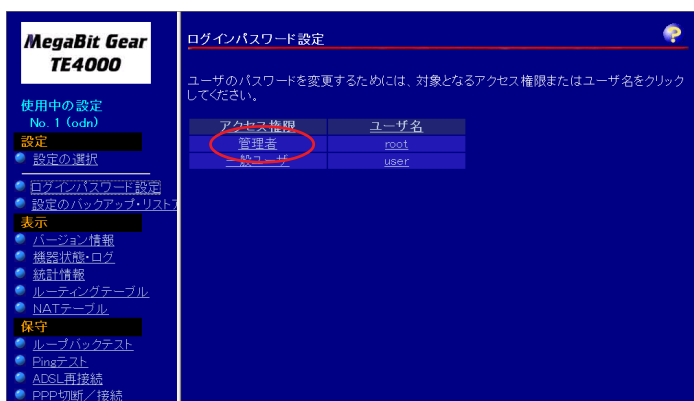 MegaBit Gear
TE4000
使用中の設定
No. 1 (odn)
設定
設定の選択
ログインパスワード設定
設定のバックアップ・リストア
表示
バージョン情報
機器状態・ログ
統計情報
ルーティングテーブル
NATテーブル
保守
ループバックテスト
Pingテスト
ADSL再接続
PPP切断／接続
ログインパスワード設定
ユーザのパスワードを変更するためには、対象となるアクセス権限またはユーザ名をクリック
してください。
アクセス権限 ユーザ名
管理者 root
一般ユーザ user